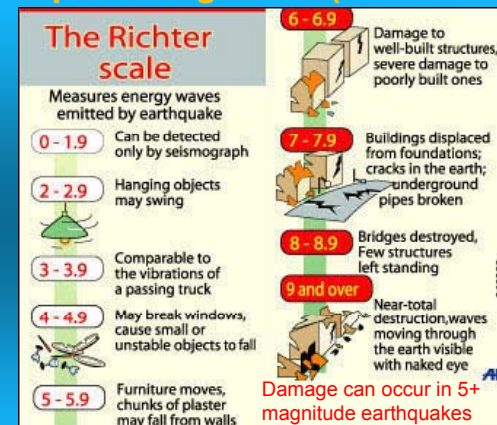 The Richter
scale
Measures energy waves
emitted by earthquake
0 - 1.9
Can be detected
only by seismograph
2 - 2.9
Hanging objects
may swing
3 - 3.9
Comparable to
the vibrations of
a passing truck
4 - 4.9
May break windows,
cause small or
unstable objects to fall
5 - 5.9
Furniture moves,
chunks of plaster
may fall from walls
6 - 6.9
Damage to
well-built structures,
severe damage to
poorly built ones
7 - 7.9
Buildings displaced
from foundations;
cracks in the earth;
underground
pipes broken
8 - 8.9
Bridges destroyed,
Few structures
left standing
9 and over
Near-total
destruction,waves
moving through
the earth visible
with naked eye
Damage can occur in 5+
magnitude earthquakes